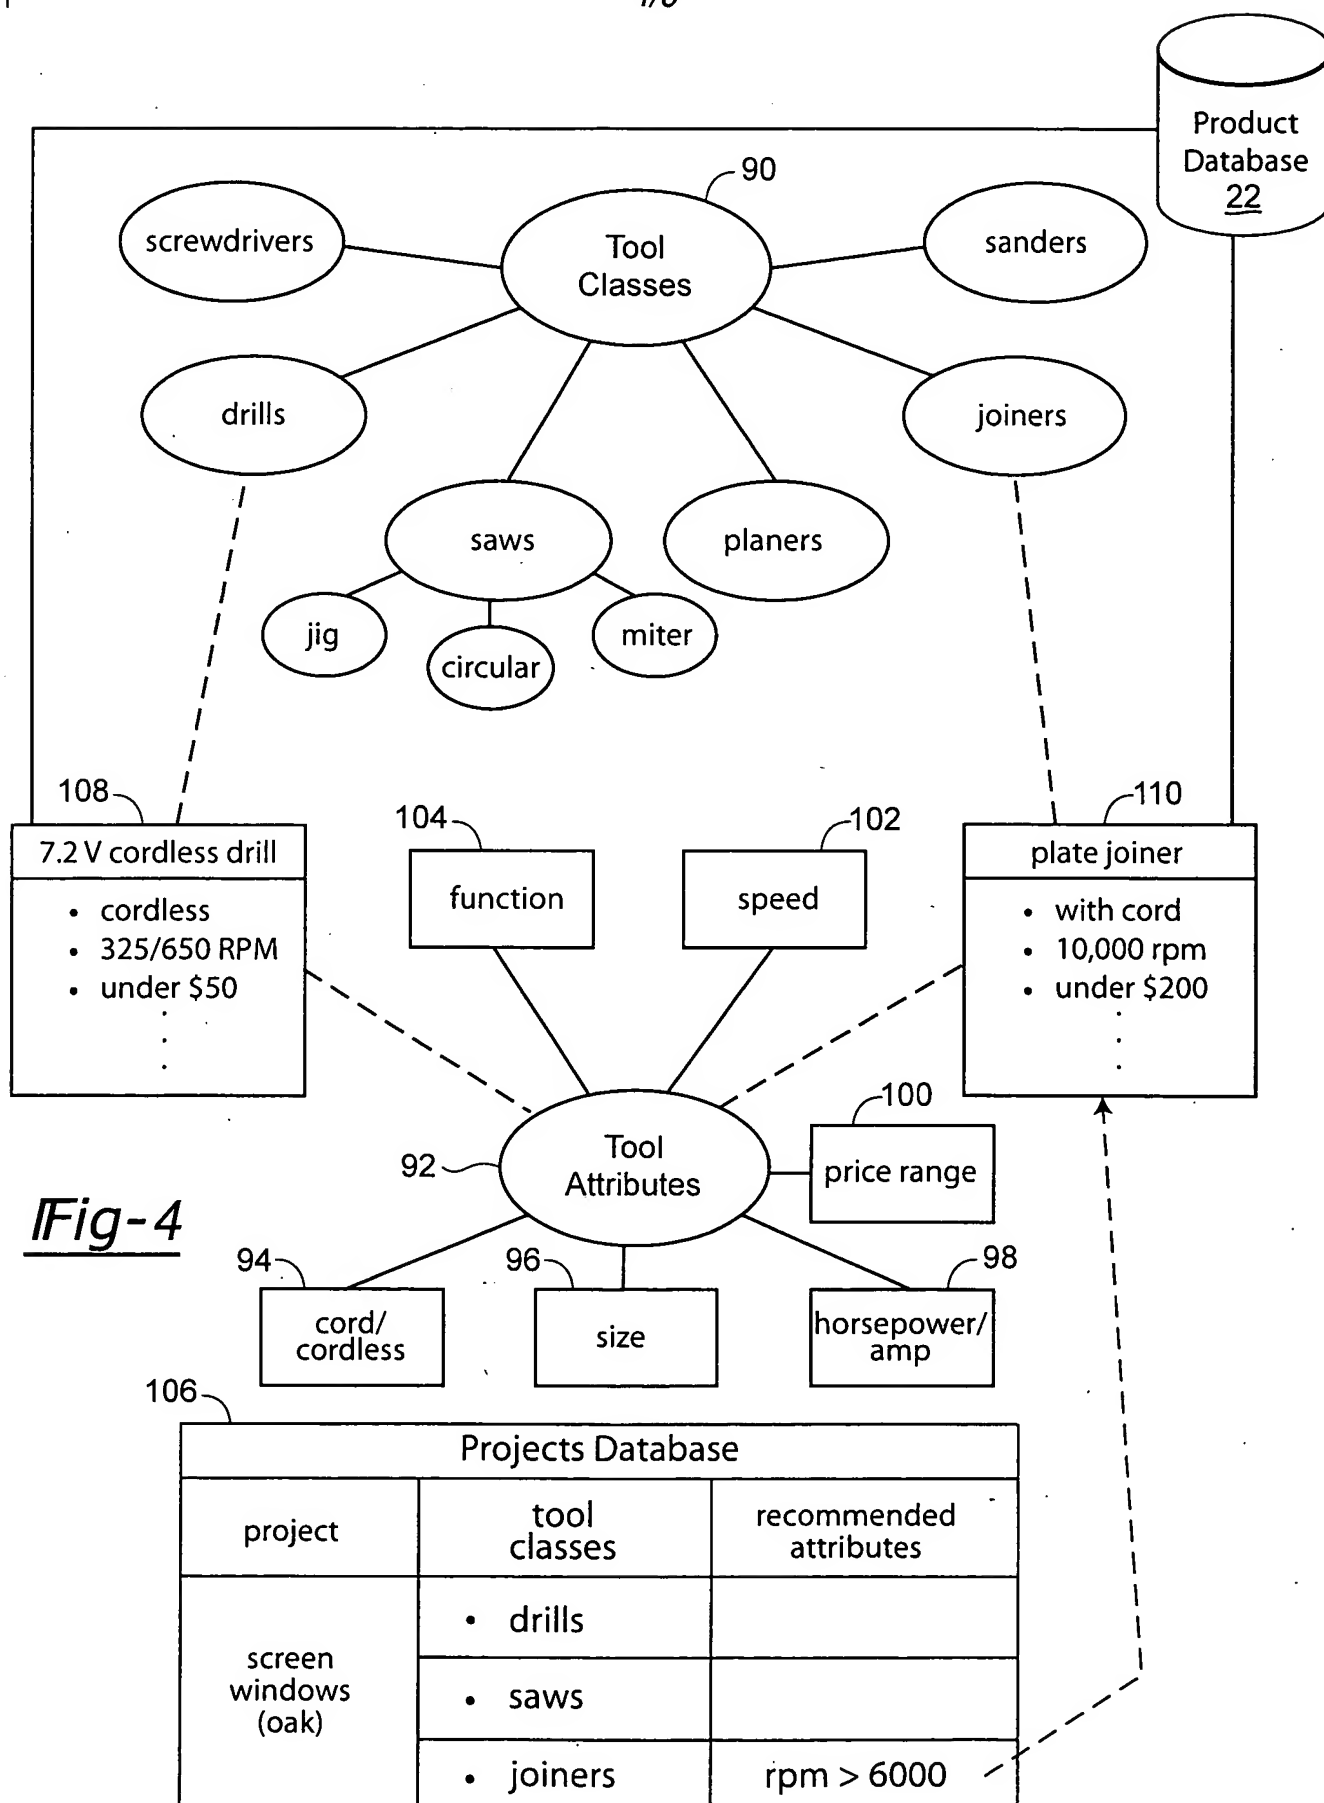 Product
Database
22
90
screwdrivers
Tool
Classes
sanders
drills
joiners
saws
planers
jig
circular
miter
108
104
102
110
7.2 V cordless drill
• cordless
• 325/650 RPM
• under $50
function
speed
plate joiner
• with cord
• 10,000 rpm
• under $200
100
92
Tool
Attributes
price range
Fig-4
94
96
98
cord/
cordless
size
horsepower/
amp
106
Projects Database
project
tool
classes
recommended
attributes
screen
windows
(oak)
• drills
• saws
• joiners
rpm > 6000